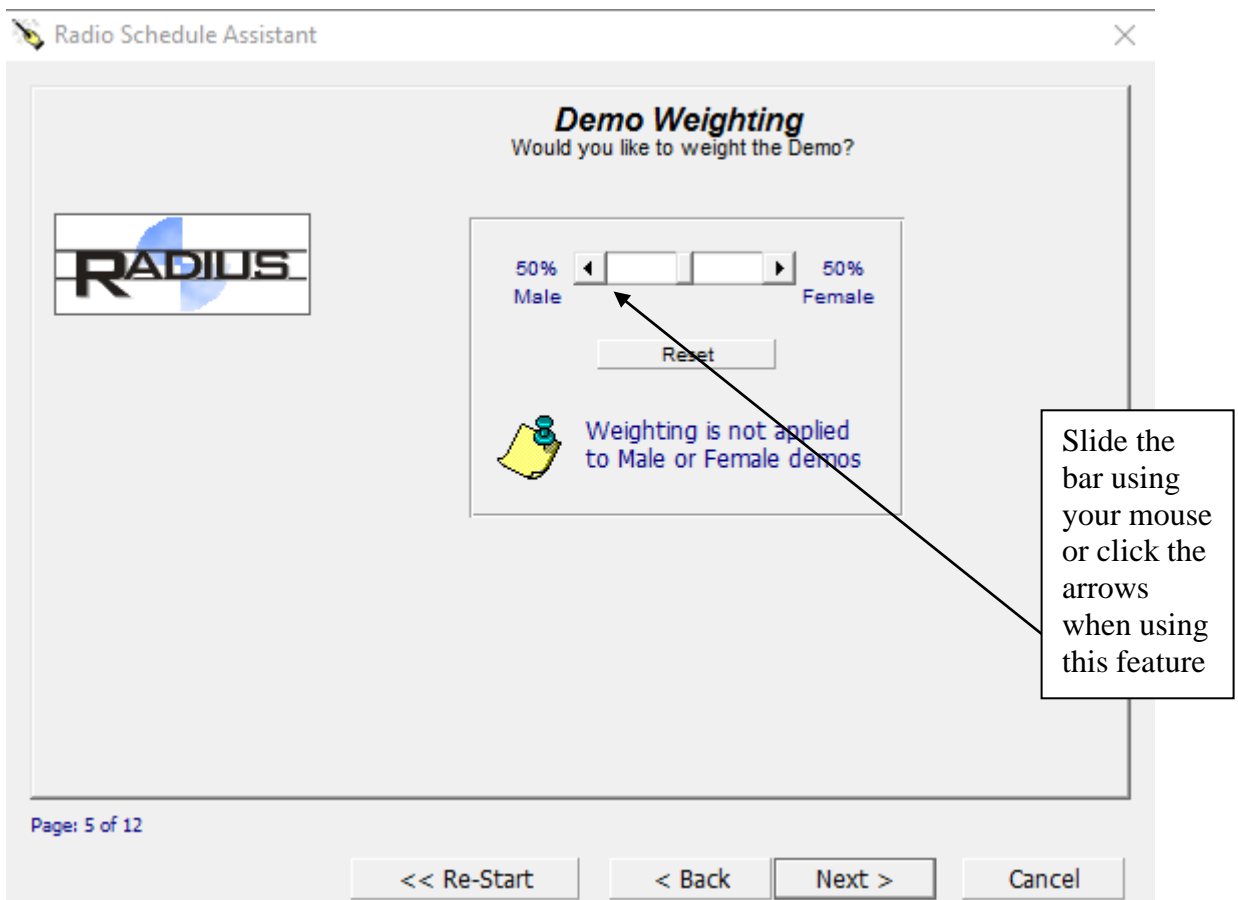 Radio Schedule Assistant
Demo Weighting
Would you like to weight the Demo?
RADIUS
50%
50%
Male
Female
Reset
Weighting is not applied
to Male or Female demos
Slide the
bar using
your mouse
or click the
arrows
when using
this feature
Page: 5 of 12
<< Re-Start
< Back
Next >
Cancel